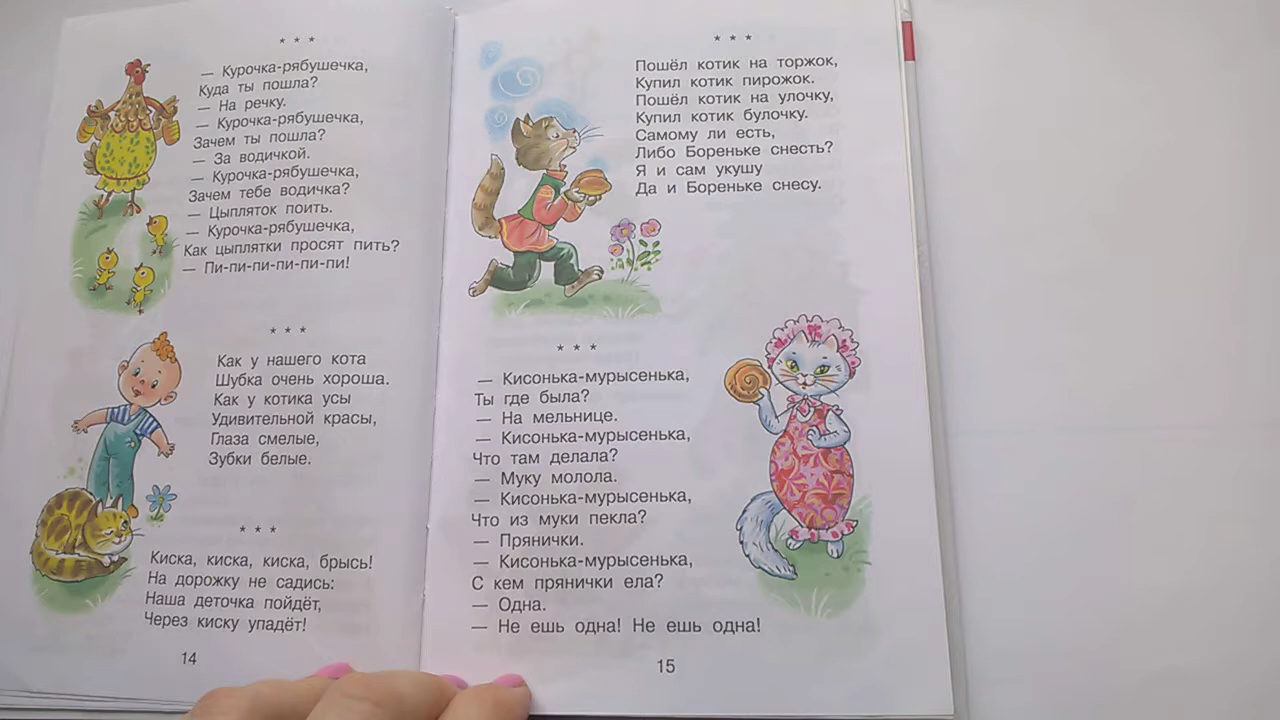 * * *
— Курочка-рябушечка,
Куда ты пошла?
— На речку.
— Курочка-рябушечка,
Зачем ты пошла?
— За водичкой.
— Курочка-рябушечка,
Зачем тебе водичка?
— Цыпляток поить.
— Курочка-рябушечка,
Как цыплятки просят пить?
— Пи-пи-пи-пи-пи-пи!
* * *
Как у нашего кота
Шубка очень хороша.
Как у котика усы
Удивительной красы,
Глаза смелые,
Зубки белые.
* * *
Киска, киска, киска, брысь!
На дорожку не садись:
Наша деточка пойдёт,
Через киску упадёт!
14
* * *
Пошёл котик на торжок,
Купил котик пирожок.
Пошёл котик на улочку,
Купил котик булочку.
Самому ли есть,
Либо Бореньке снесть?
Я и сам укушу
Да и Бореньке снесу.
* * *
— Кисонька-мурысенька,
Ты где была?
— На мельнице.
— Кисонька-мурысенька,
Что там делала?
— Муку молола.
— Кисонька-мурысенька,
Что из муки пекла?
— Прянички.
— Кисонька-мурысенька,
С кем прянички ела?
— Одна.
— Не ешь одна! Не ешь одна!
15